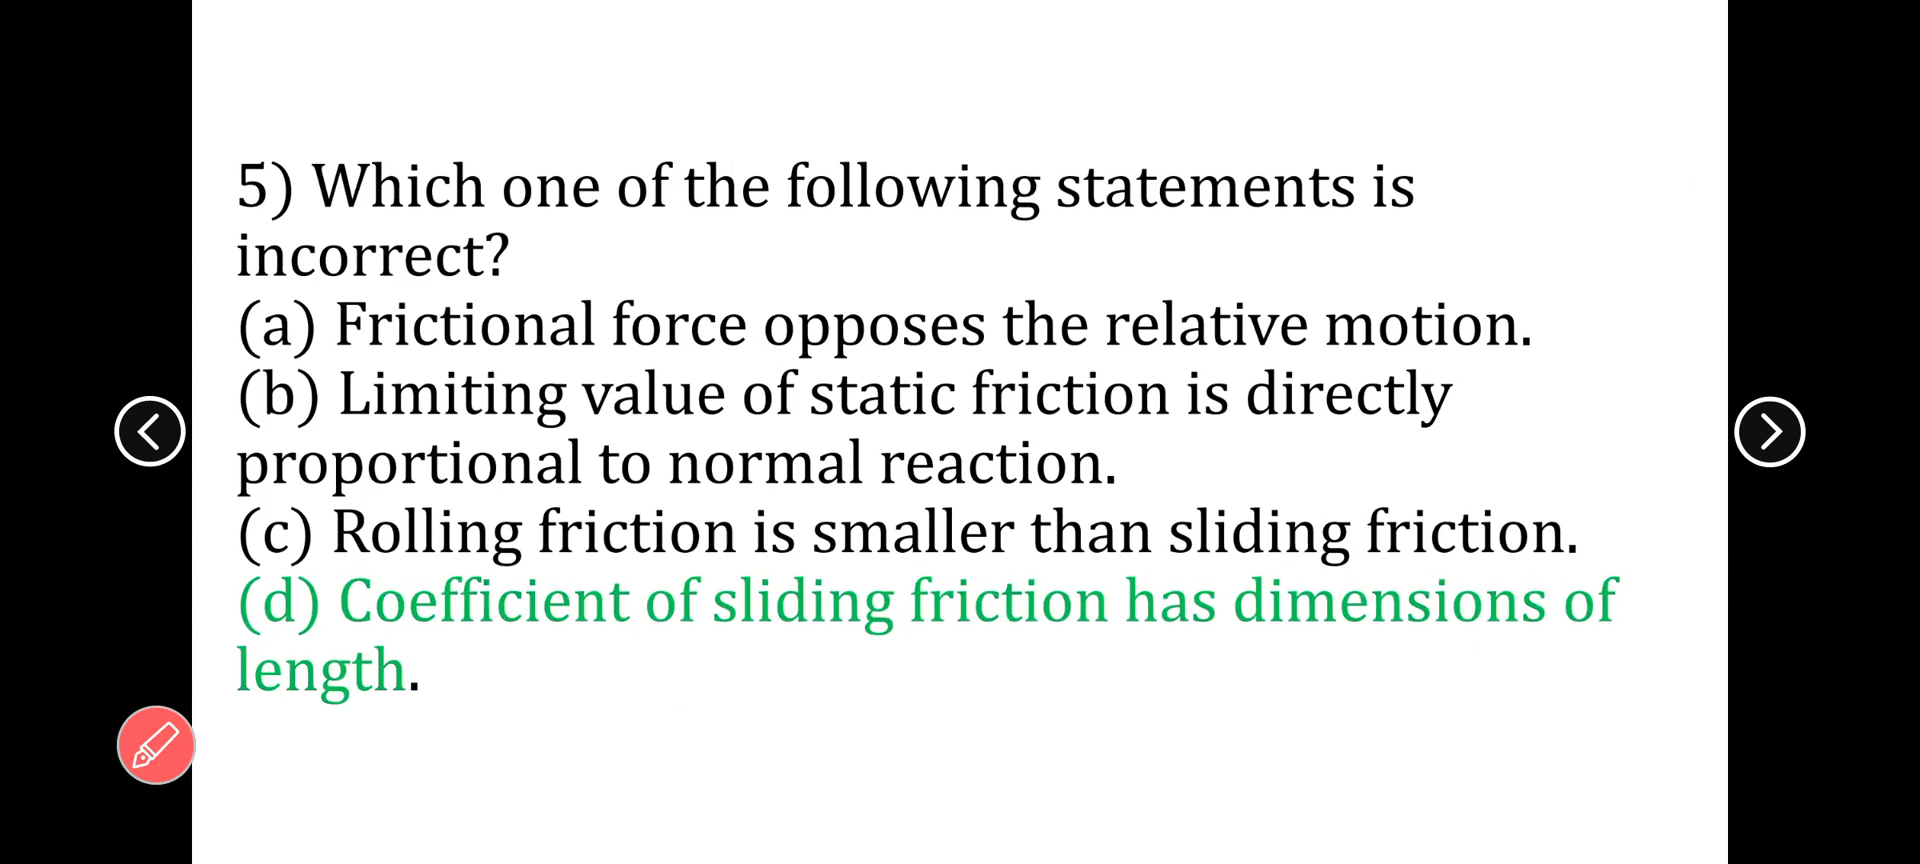 5) Which one of the following statements is
incorrect?
(a) Frictional force opposes the relative motion.
(b) Limiting value of static friction is directly
proportional to normal reaction.
(c) Rolling friction is smaller than sliding friction.
(d) Coefficient of sliding friction has dimensions of
length.